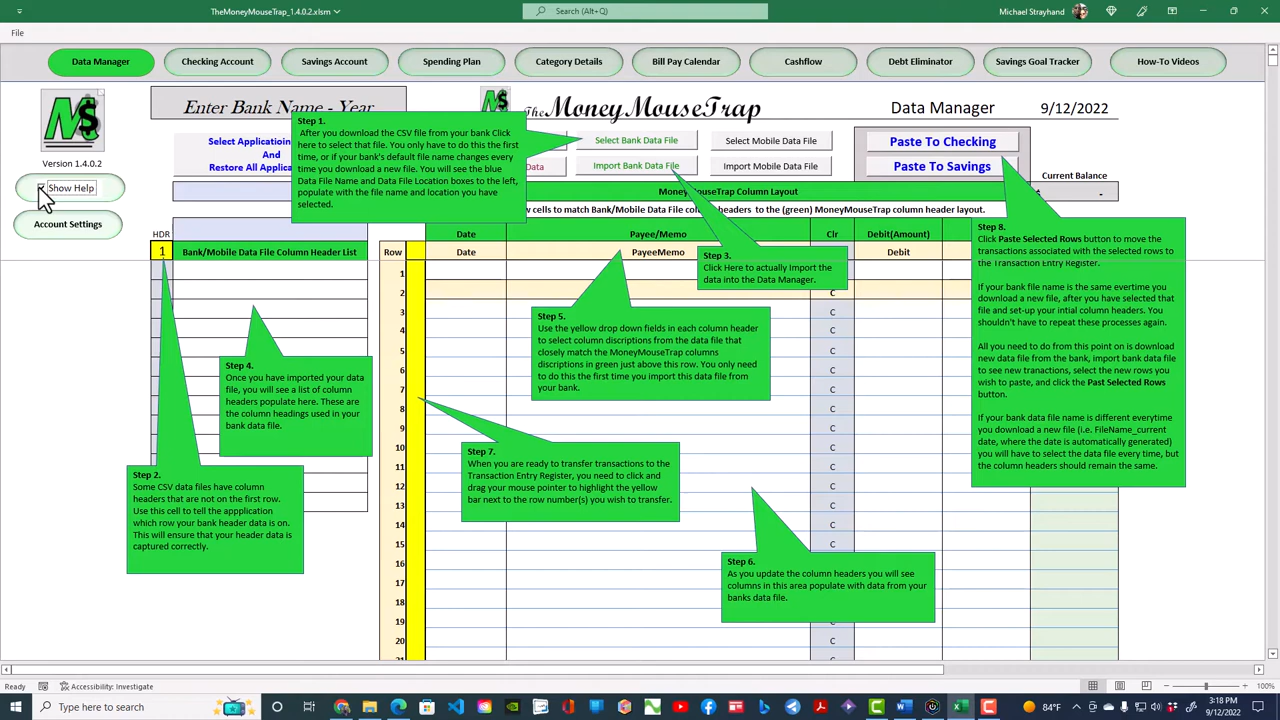 TheMoneyMouseTrap_1.4.0.2.xlsm
Search (Alt+Q)
Michael Strayhand
File
Data Manager
Checking Account
Savings Account
Spending Plan
Category Details
Bill Pay Calendar
Cashflow
Debt Eliminator
Savings Goal Tracker
How-To Videos
Enter Bank Name - Year
The MoneyMouseTrap
Data Manager
9/12/2022
Version 1.4.0.2
Show Help
Account Settings
And
Select Bank Data File
Import Bank Data File
Data
Select Mobile Data File
Import Mobile Data File
Paste To Checking
Paste To Savings
Current Balance
-
MoneyMouseTrap Column Layout
cells to match Bank/Mobile Data File column headers to the (green) MoneyMouseTrap column header layout.
HDR
1
Bank/Mobile Data File Column Header List
Row
Date
Payee/Memo
Clr
Debit(Amount)
Date
PayeeMemo
Debit
Step 1.
After you download the CSV file from your bank Click
here to select that file. You only have to do this the first
time, or if your bank's default file name changes every
time you download a new file. You will see the blue
Data File Name and Data File Location boxes to the left,
populate with the file name and location you have
selected.
Step 3.
Click Here to actually Import the
data into the Data Manager.
Step 8.
Click Paste Selected Rows button to move the
transactions associated with the selected rows to
the Transaction Entry Register.
If your bank file name is the same evertime you
download a new file, after you have selected that
file and set-up your intial column headers. You
shouldn't have to repeat these processes again.
All you need to do from this point on is download
new data file from the bank, import bank data file
to see new tranactions, select the new rows you
wish to paste, and click the Past Selected Rows
button.
If your bank data file name is different everytime
you download a new file (i.e. FileName_current
date, where the date is automatically generated)
you will have to select the data file every time, but
the column headers should remain the same.
Step 5.
Use the yellow drop down fields in each column header
to select column discriptions from the data file that
closely match the MoneyMouseTrap columns
discriptions in green just above this row. You only need
to do this the first time you import this data file from
your bank.
Step 4.
Once you have imported your data
file, you will see a list of column
headers populate here. These are
the column headings used in your
bank data file.
Step 7.
When you are ready to transfer transactions to the
Transaction Entry Register, you need to click and
drag your mouse pointer to highlight the yellow
bar next to the row number(s) you wish to transfer.
Step 2.
Some CSV data files have column
headers that are not on the first row.
Use this cell to tell the appplication
which row your bank header data is on.
This will ensure that your header data is
captured correctly.
Step 6.
As you update the column headers you will see
columns in this area populate with data from your
banks data file.
1
2 C
3 C
4 C
5 C
6 C
7 C
8 C
9 C
10 C
11 C
12 C
13 C
14 C
15 C
16 C
17 C
18 C
19 C
20 C
Ready
Accessibility: Investigate
100%
Type here to search
84°F
3:18 PM
9/12/2022